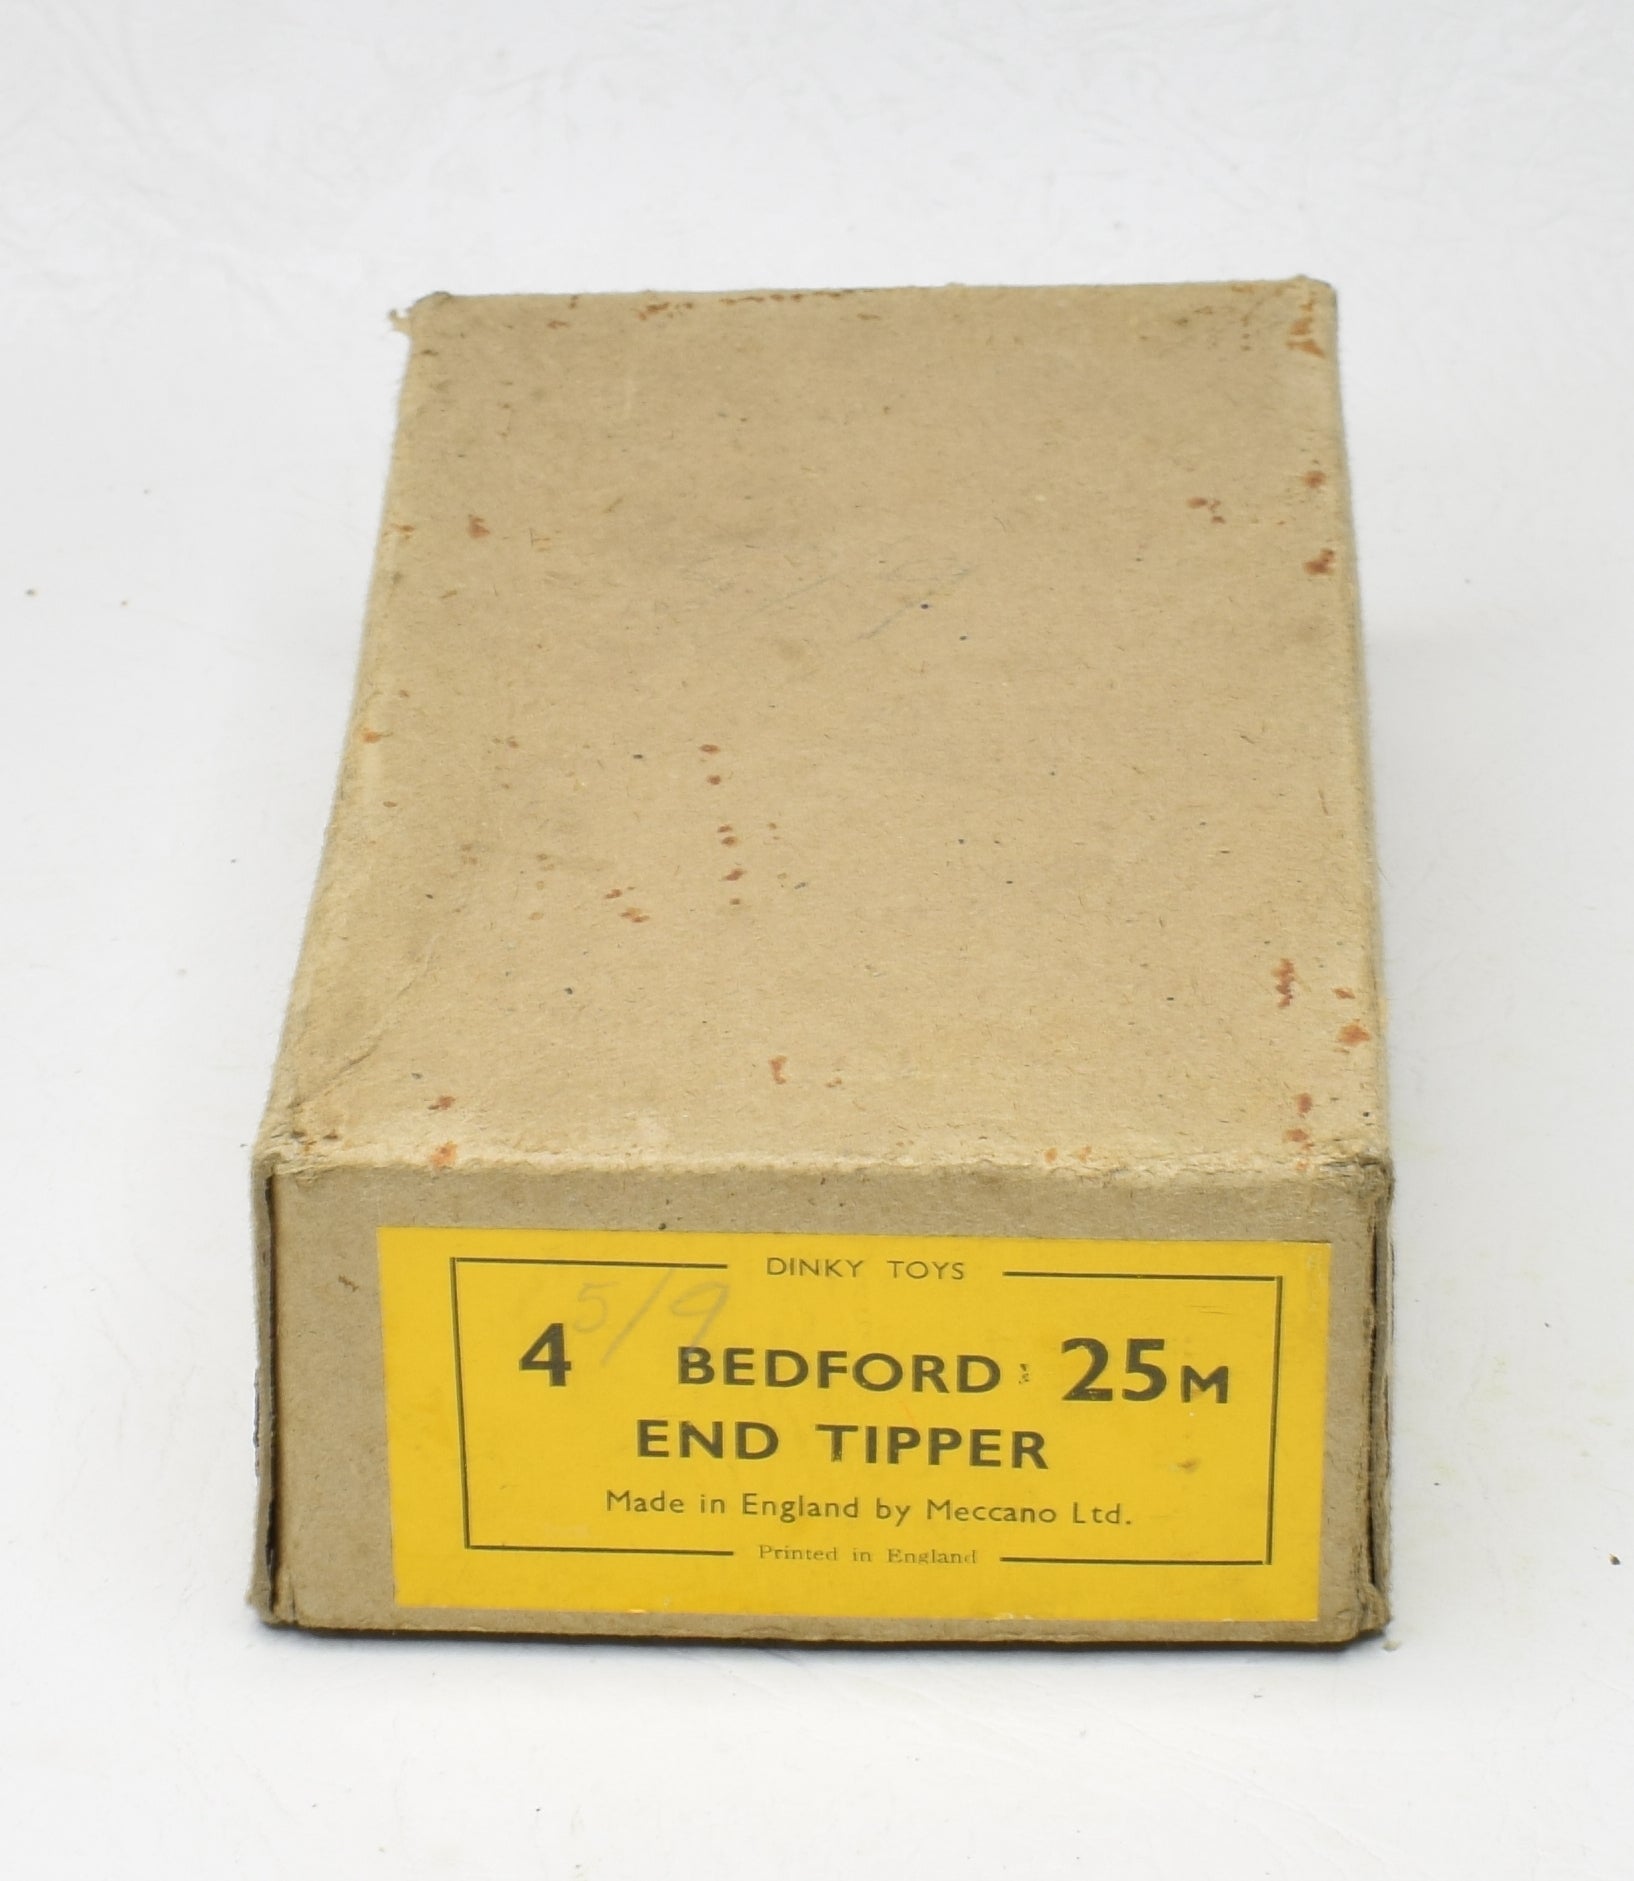 DINKY TOYS
5/9
4 BEDFORD 25M
END TIPPER
Made in England by Meccano Ltd.
Printed in England